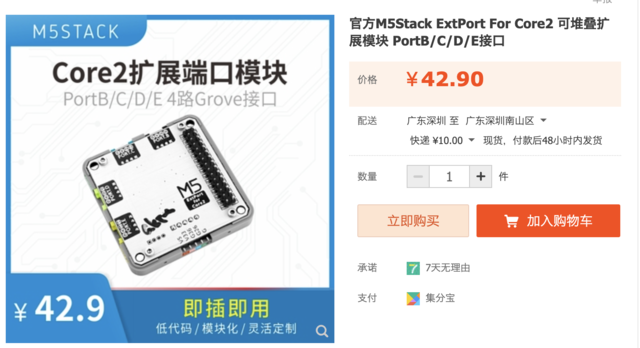 M5STACK
Core2扩展端口模块
PortB/C/D/E 4路Grove接口
M5
ExtPort
For
Core2
¥ 42.9
即插即用
低代码 / 模块化 / 灵活定制
官方M5Stack ExtPort For Core2 可堆叠扩
展模块 PortB/C/D/E接口
价格 ¥42.90
配送 广东深圳 至 广东深圳南山区
快递 ¥10.00 现货，付款后48小时内发货
数量 − 1 + 件
立即购买 加入购物车
承诺 7 7天无理由
支付 集分宝